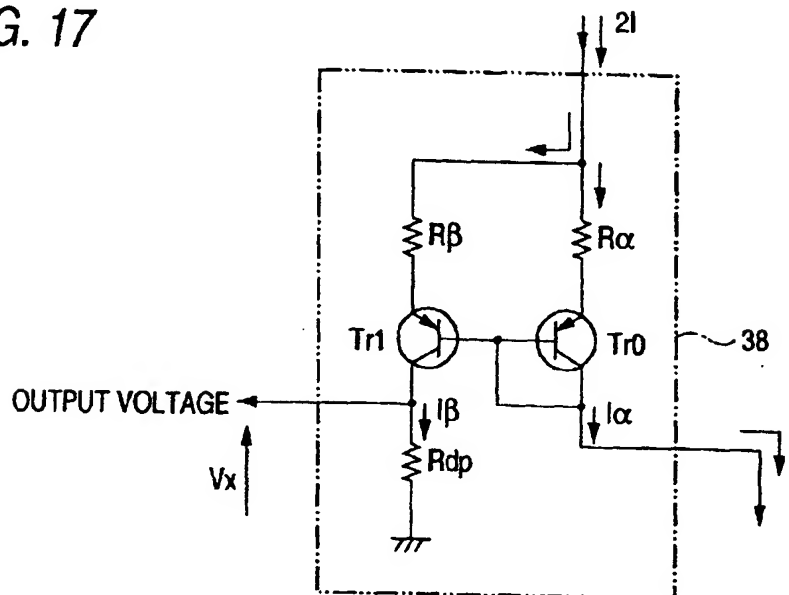 G. 17
2I
Rβ
Rα
Tr1
Tr0
38
OUTPUT VOLTAGE
Iβ
Iα
Vx
Rdp